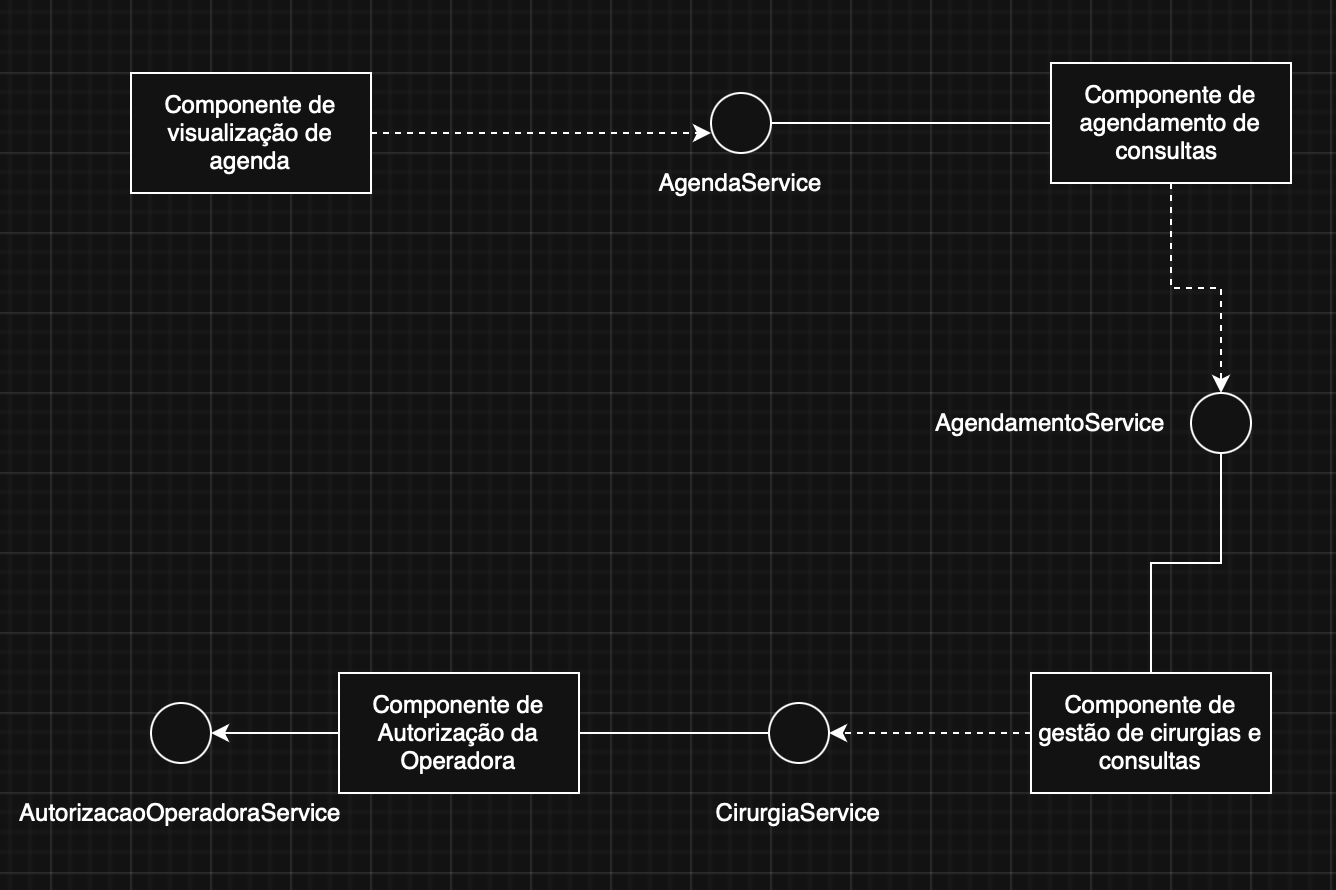 Componente de
visualização de
agenda
AgendaService
Componente de
agendamento de
consultas
AgendamentoService
Componente de
Autorização da
Operadora
Componente de
gestão de cirurgias e
consultas
AutorizacaoOperadoraService
CirurgiaService